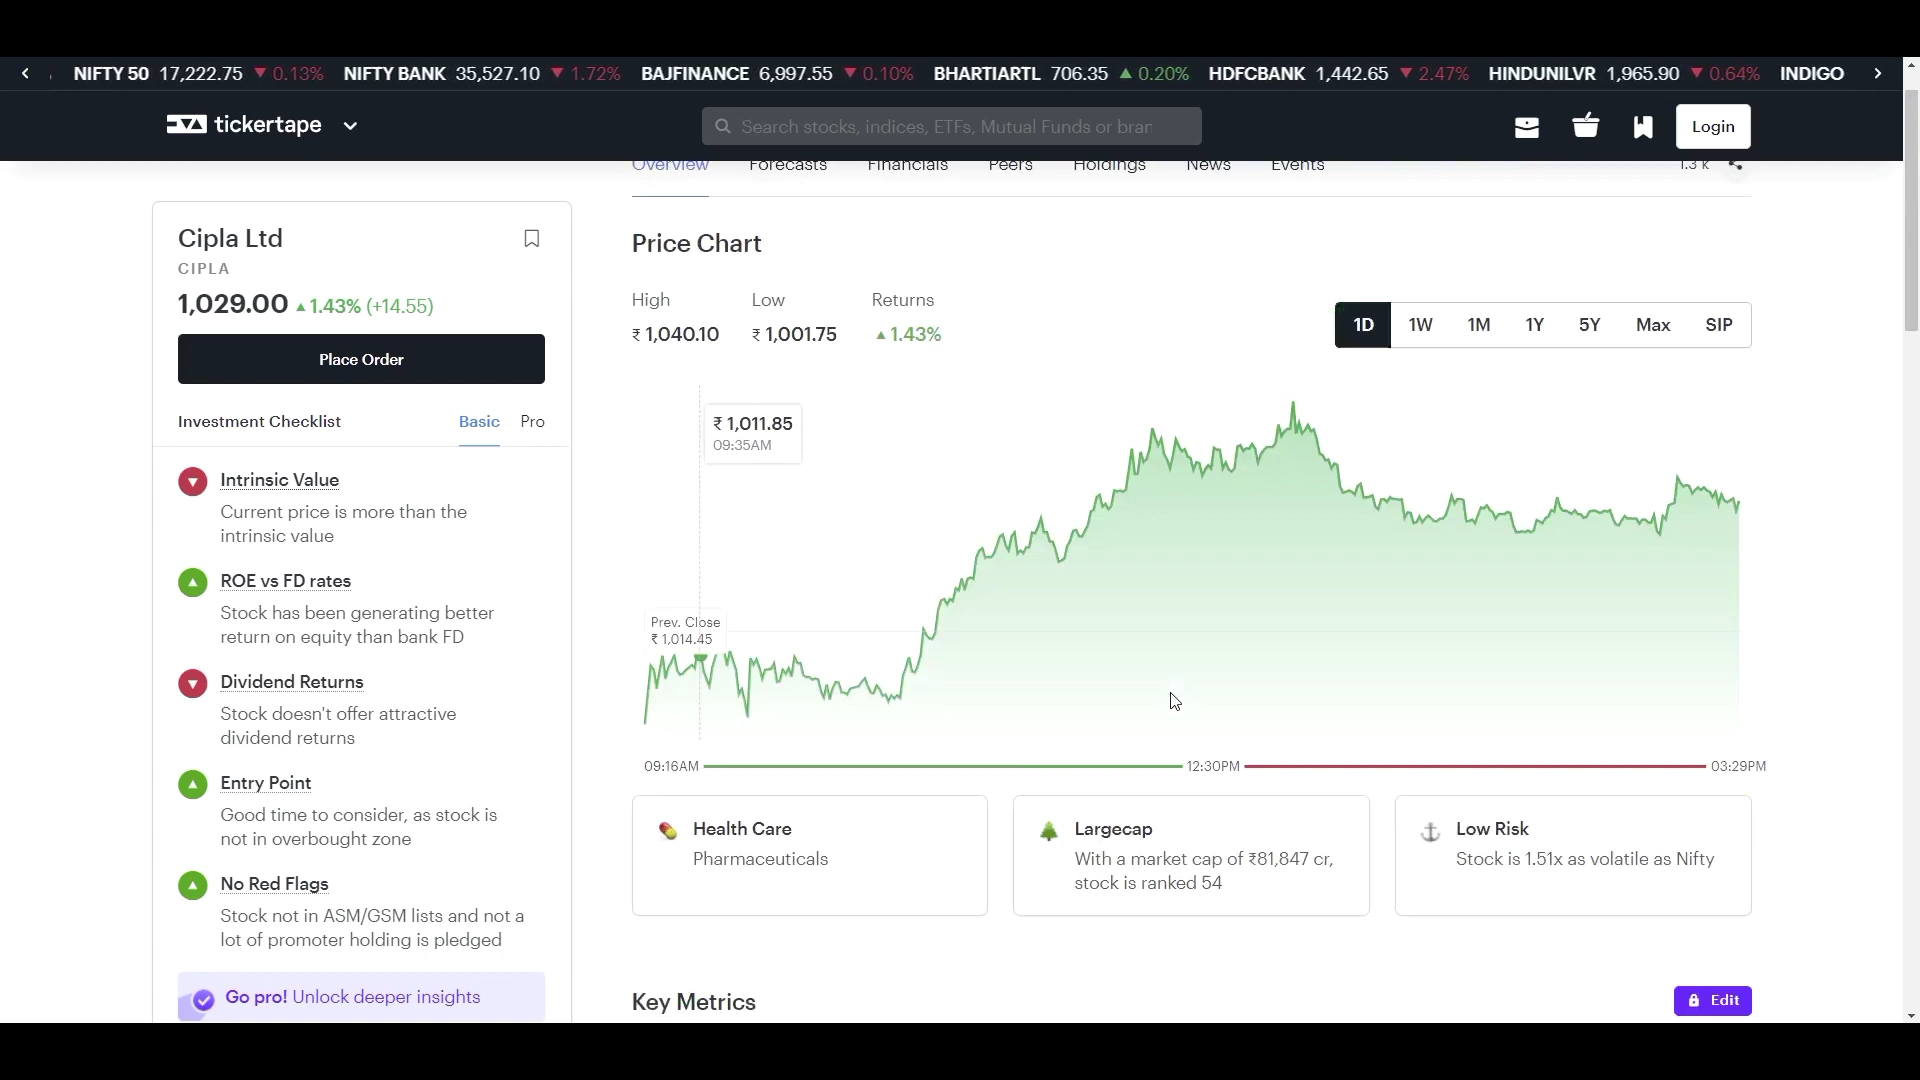 NIFTY 50 17,222.75 ▼ 0.13% NIFTY BANK 35,527.10 ▼ 1.72% BAJFINANCE 6,997.55 ▼ 0.10% BHARTIARTL 706.35 ▲ 0.20% HDFCBANK 1,442.65 ▼ 2.47% HINDUNILVR 1,965.90 ▼ 0.64% INDIGO
tickertape
Search stocks, indices, ETFs, Mutual Funds or bran
Login
Overview Forecasts Financials Peers Holdings News Events 1.3 k
Cipla Ltd
CIPLA
1,029.00 ▲ 1.43% (+14.55)
Place Order
Investment Checklist Basic Pro
Intrinsic Value
Current price is more than the
intrinsic value
ROE vs FD rates
Stock has been generating better
return on equity than bank FD
Dividend Returns
Stock doesn't offer attractive
dividend returns
Entry Point
Good time to consider, as stock is
not in overbought zone
No Red Flags
Stock not in ASM/GSM lists and not a
lot of promoter holding is pledged
Go pro! Unlock deeper insights
Price Chart
High Low Returns
₹ 1,040.10 ₹ 1,001.75 ▲ 1.43%
1D 1W 1M 1Y 5Y Max SIP
₹ 1,011.85
09:35AM
Prev. Close
₹ 1,014.45
09:16AM 12:30PM 03:29PM
Health Care
Pharmaceuticals
Largecap
With a market cap of ₹81,847 cr,
stock is ranked 54
Low Risk
Stock is 1.51x as volatile as Nifty
Key Metrics
Edit